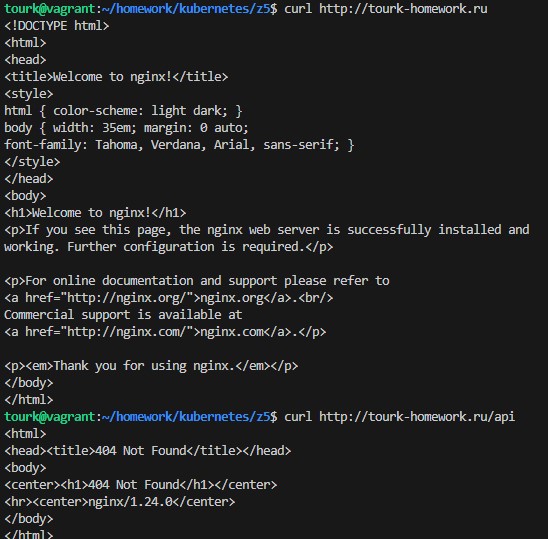 tourk@vagrant:~/homework/kubernetes/z5$ curl http://tourk-homework.ru
<!DOCTYPE html>
<html>
<head>
<title>Welcome to nginx!</title>
<style>
html { color-scheme: light dark; }
body { width: 35em; margin: 0 auto;
font-family: Tahoma, Verdana, Arial, sans-serif; }
</style>
</head>
<body>
<h1>Welcome to nginx!</h1>
<p>If you see this page, the nginx web server is successfully installed and
working. Further configuration is required.</p>

<p>For online documentation and support please refer to
<a href="http://nginx.org/">nginx.org</a>.<br/>
Commercial support is available at
<a href="http://nginx.com/">nginx.com</a>.</p>

<p><em>Thank you for using nginx.</em></p>
</body>
</html>
tourk@vagrant:~/homework/kubernetes/z5$ curl http://tourk-homework.ru/api
<html>
<head><title>404 Not Found</title></head>
<body>
<center><h1>404 Not Found</h1></center>
<hr><center>nginx/1.24.0</center>
</body>
</html>